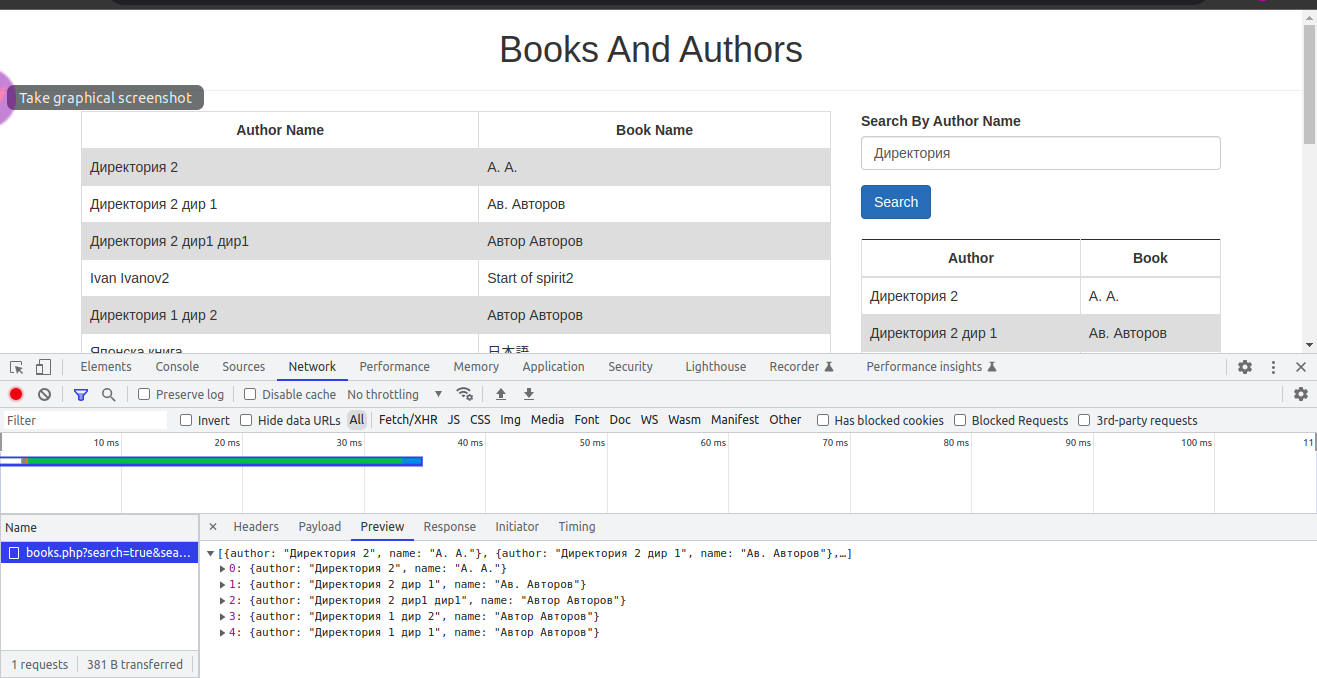 Books And Authors
Take graphical screenshot
Author Name Book Name
Директория 2 А. А.
Директория 2 дир 1 Ав. Авторов
Директория 2 дир1 дир1 Автор Авторов
Ivan Ivanov2 Start of spirit2
Директория 1 дир 2 Автор Авторов
Японска книга 日本語
Search By Author Name
Директория
Search
Author Book
Директория 2 А. А.
Директория 2 дир 1 Ав. Авторов
Elements Console Sources Network Performance Memory Application Security Lighthouse Recorder Performance insights
Preserve log Disable cache No throttling
Filter Invert Hide data URLs All Fetch/XHR JS CSS Img Media Font Doc WS Wasm Manifest Other Has blocked cookies Blocked Requests 3rd-party requests
10 ms 20 ms 30 ms 40 ms 50 ms 60 ms 70 ms 80 ms 90 ms 100 ms 11
Name
books.php?search=true&sea...
1 requests 381 B transferred
× Headers Payload Preview Response Initiator Timing
[{author: "Директория 2", name: "А. А."}, {author: "Директория 2 дир 1", name: "Ав. Авторов"},…]
0: {author: "Директория 2", name: "А. А."}
1: {author: "Директория 2 дир 1", name: "Ав. Авторов"}
2: {author: "Директория 2 дир1 дир1", name: "Автор Авторов"}
3: {author: "Директория 1 дир 2", name: "Автор Авторов"}
4: {author: "Директория 1 дир 1", name: "Автор Авторов"}